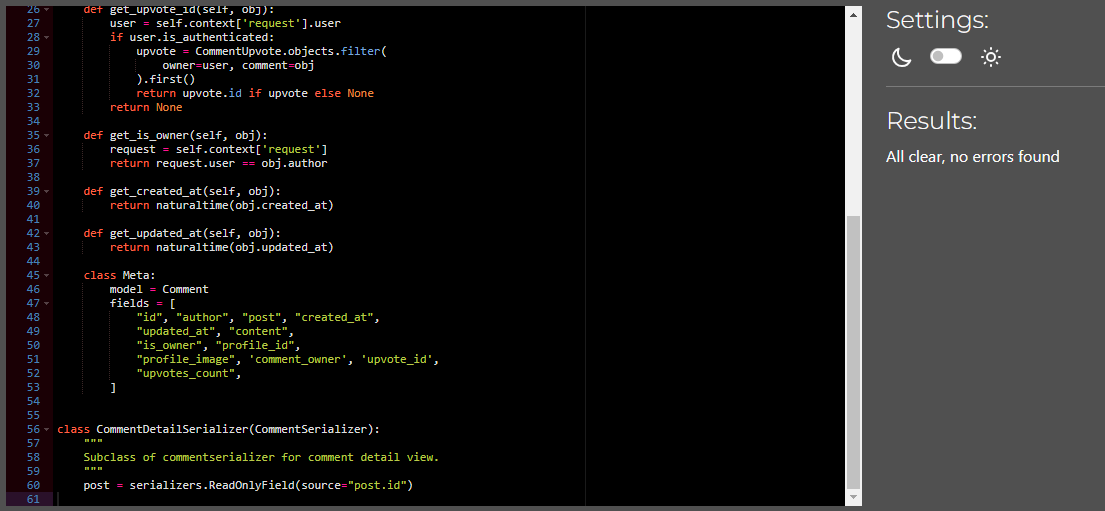 26 def get_upvote_id(self, obj):
27 user = self.context['request'].user
28 if user.is_authenticated:
29 upvote = CommentUpvote.objects.filter(
30 owner=user, comment=obj
31 ).first()
32 return upvote.id if upvote else None
33 return None
34
35 def get_is_owner(self, obj):
36 request = self.context['request']
37 return request.user == obj.author
38
39 def get_created_at(self, obj):
40 return naturaltime(obj.created_at)
41
42 def get_updated_at(self, obj):
43 return naturaltime(obj.updated_at)
44
45 class Meta:
46 model = Comment
47 fields = [
48 "id", "author", "post", "created_at",
49 "updated_at", "content",
50 "is_owner", "profile_id",
51 "profile_image", 'comment_owner', 'upvote_id',
52 "upvotes_count",
53 ]
54
55
56 class CommentDetailSerializer(CommentSerializer):
57 """
58 Subclass of commentserializer for comment detail view.
59 """
60 post = serializers.ReadOnlyField(source="post.id")
61
Settings:
Results:
All clear, no errors found